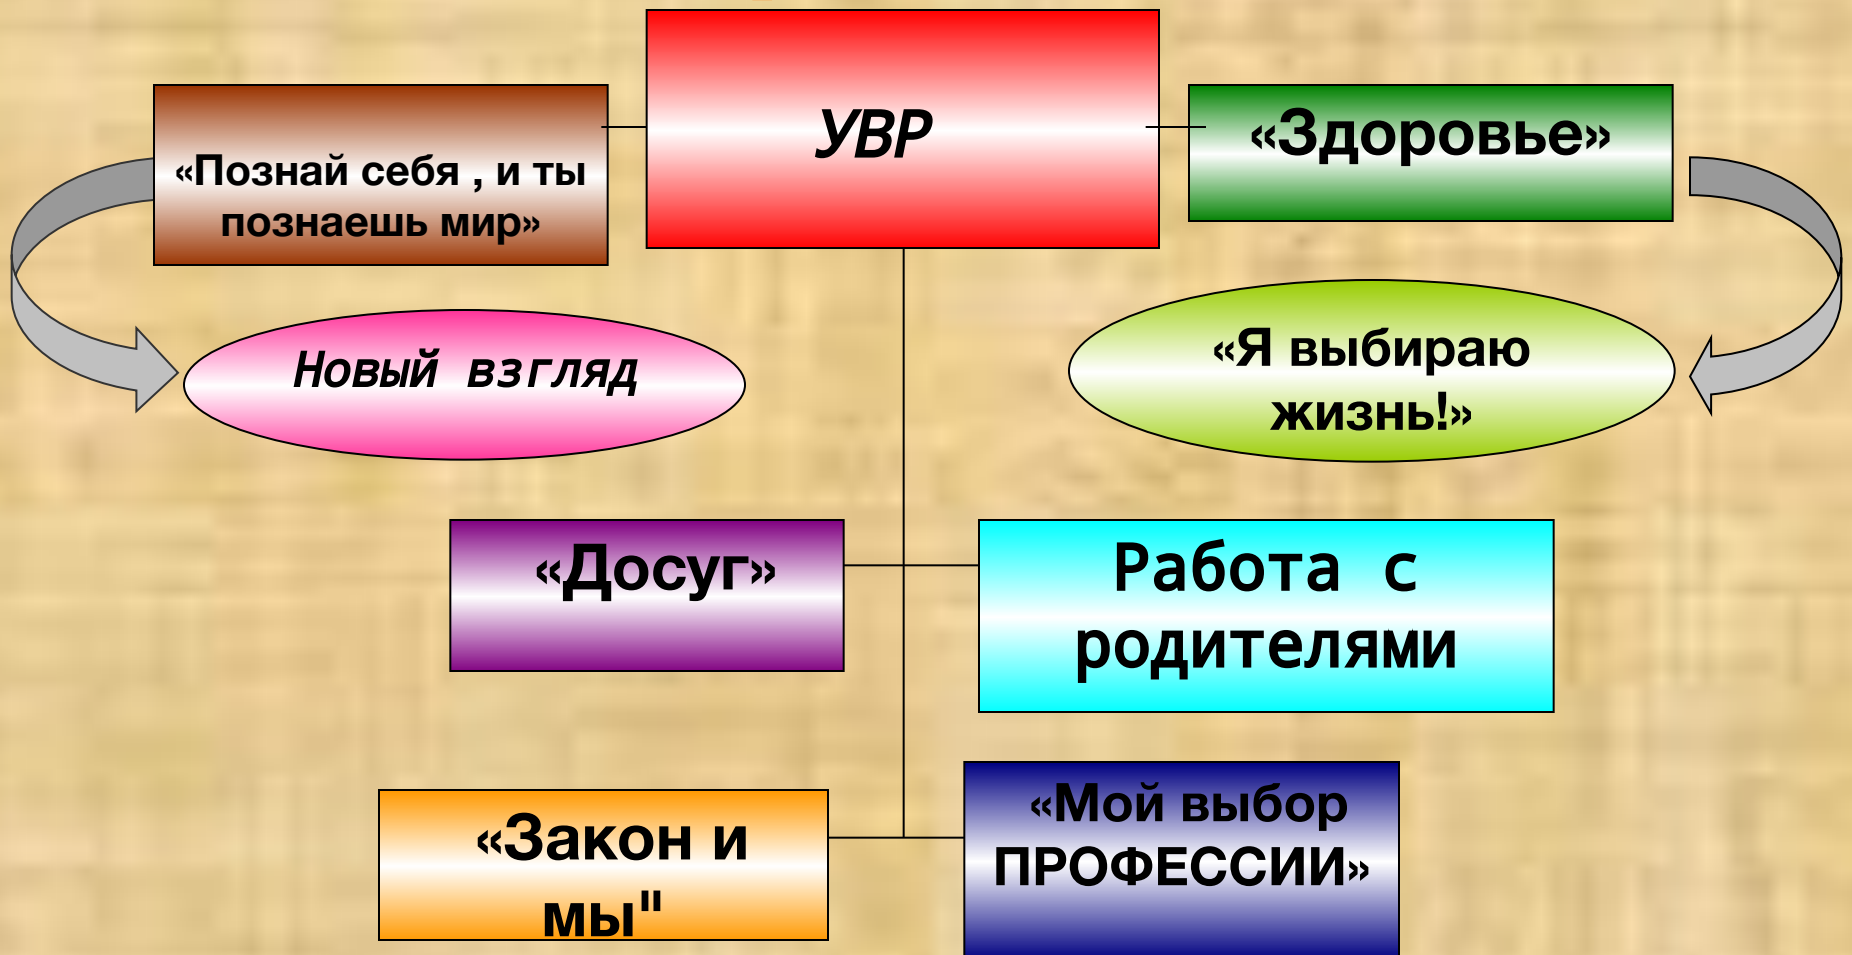 УВР
«Познай себя , и ты
познаешь мир»
«Здоровье»
Новый взгляд
«Я выбираю
жизнь!»
«Досуг»
Работа с
родителями
«Закон и
мы"
«Мой выбор
ПРОФЕССИИ»